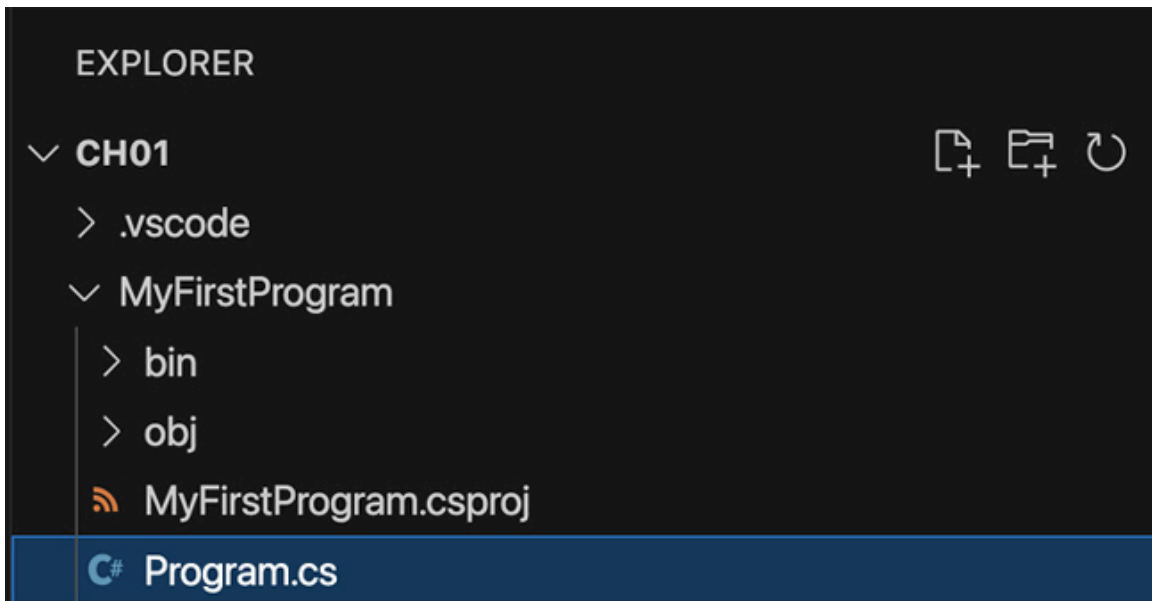 EXPLORER
CH01
.vscode
MyFirstProgram
bin
obj
MyFirstProgram.csproj
C# Program.cs